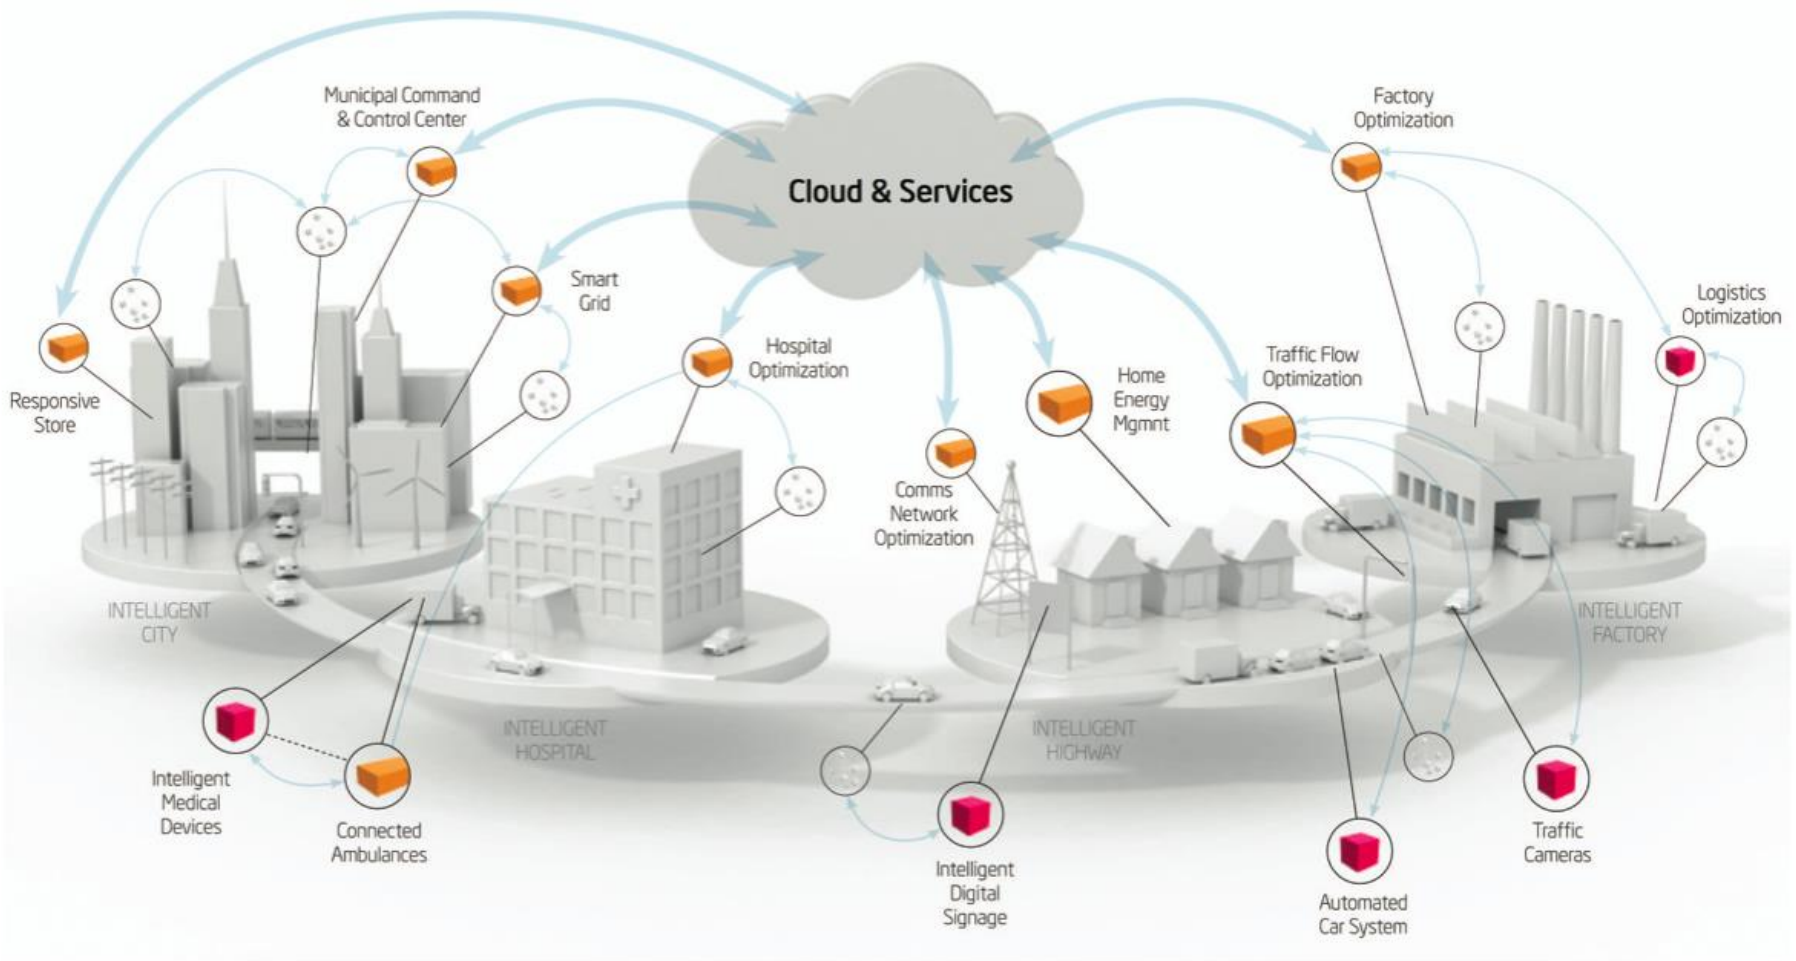 Municipal Command
& Control Center
Factory
Optimization
Cloud & Services
Smart
Grid
Logistics
Optimization
Hospital
Optimization
Traffic Flow
Optimization
Home
Energy
Mgmnt
Responsive
Store
Comms
Network
Optimization
INTELLIGENT
CITY
INTELLIGENT
FACTORY
INTELLIGENT
HOSPITAL
INTELLIGENT
HIGHWAY
Intelligent
Medical
Devices
Connected
Ambulances
Intelligent
Digital
Signage
Automated
Car System
Traffic
Cameras